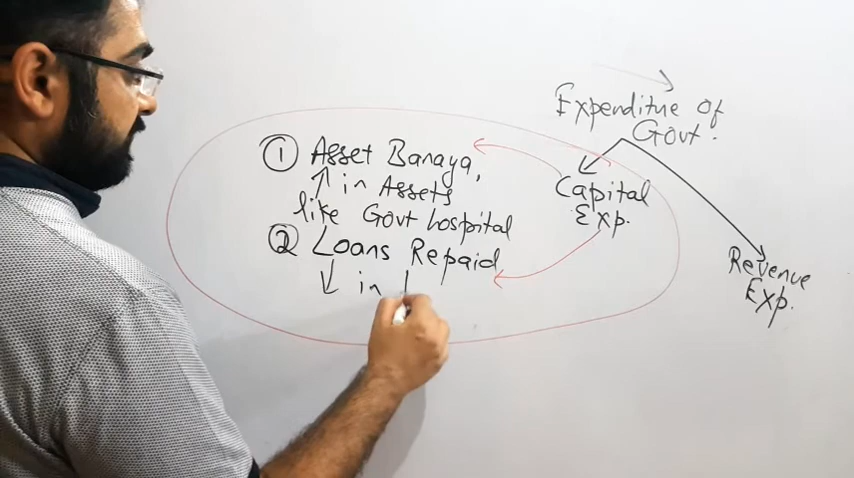 Expenditure of
Govt.
Capital
Exp.
Revenue
Exp.
① Asset Banaya,
↑ in Assets
like Govt hospital
② Loans Repaid
↓ in